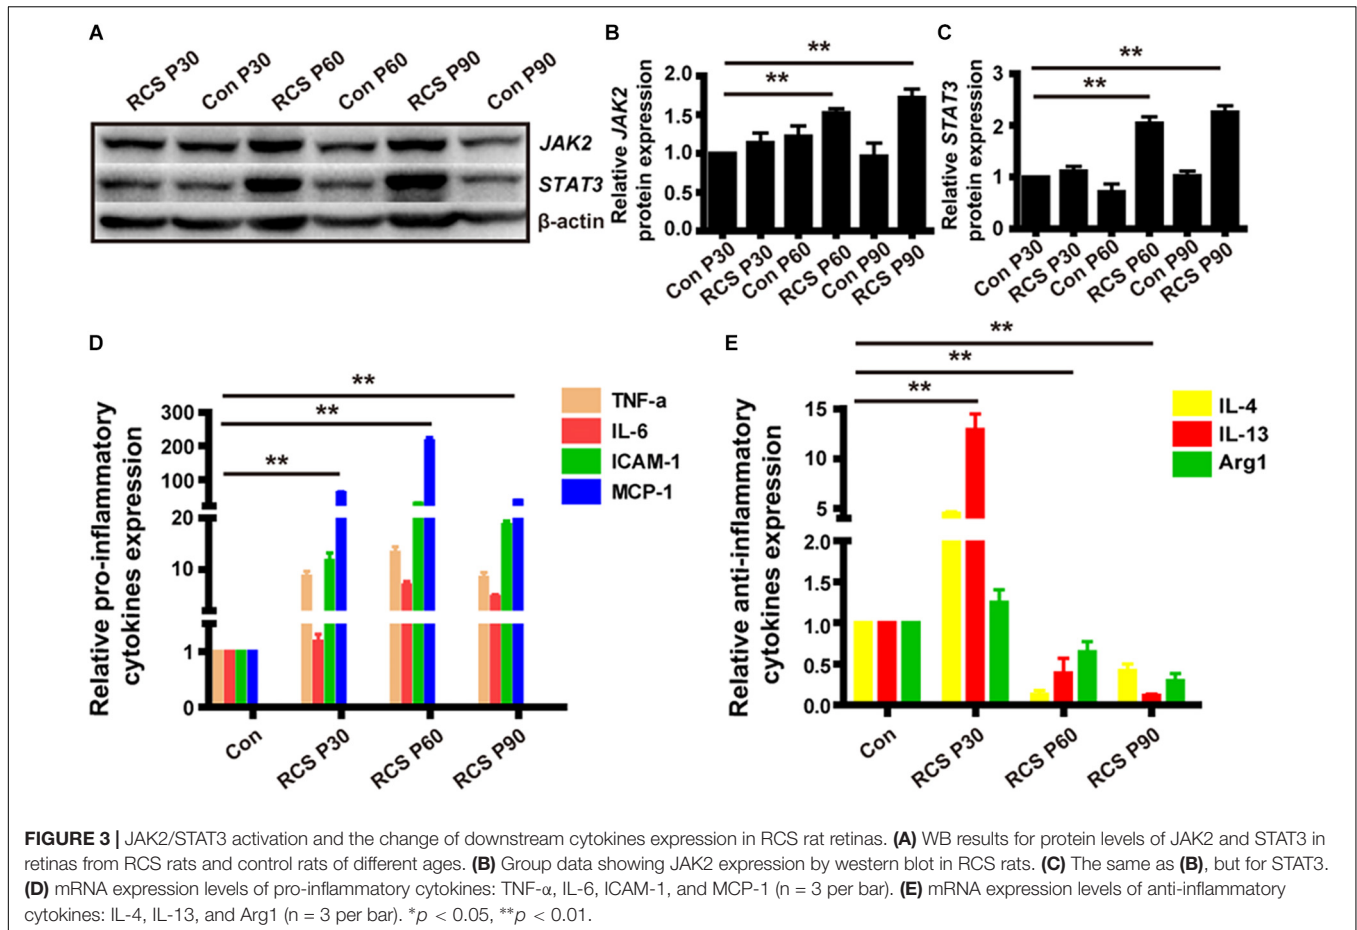 A
RCS P30 Con P30 RCS P60 Con P60 RCS P90 Con P90
JAK2
STAT3
β-actin
B
**
**
Relative JAK2
protein expression
2.0
1.5
1.0
0.5
0.0
Con P30 RCS P30 Con P60 RCS P60 Con P90 RCS P90
C
**
**
Relative STAT3
protein expression
3
2
1
0
Con P30 RCS P30 Con P60 RCS P60 Con P90 RCS P90
D
**
**
**
Relative pro-inflammatory
cytokines expression
300
200
100
20
10
1
0
Con RCS P30 RCS P60 RCS P90
TNF-a
IL-6
ICAM-1
MCP-1
E
**
**
**
Relative anti-inflammatory
cytokines expression
15
10
5
2.0
1.5
1.0
0.5
0.0
Con RCS P30 RCS P60 RCS P90
IL-4
IL-13
Arg1
FIGURE 3 | JAK2/STAT3 activation and the change of downstream cytokines expression in RCS rat retinas. (A) WB results for protein levels of JAK2 and STAT3 in
retinas from RCS rats and control rats of different ages. (B) Group data showing JAK2 expression by western blot in RCS rats. (C) The same as (B), but for STAT3.
(D) mRNA expression levels of pro-inflammatory cytokines: TNF-α, IL-6, ICAM-1, and MCP-1 (n = 3 per bar). (E) mRNA expression levels of anti-inflammatory
cytokines: IL-4, IL-13, and Arg1 (n = 3 per bar). *p < 0.05, **p < 0.01.